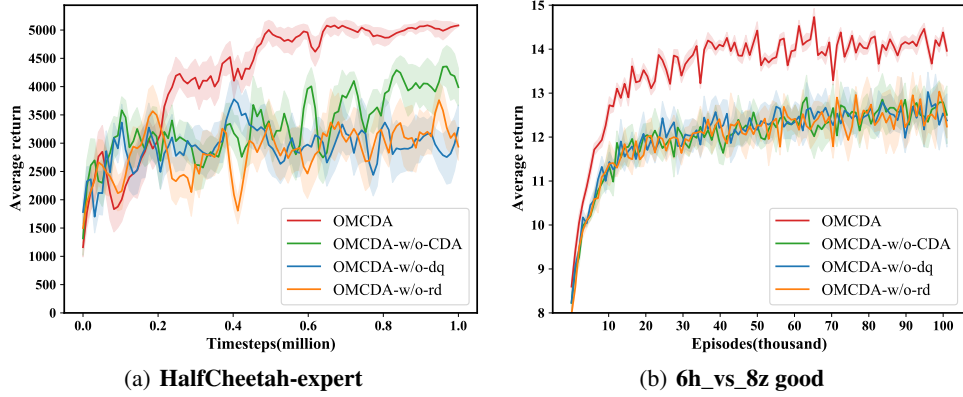 5000
4500
4000
3500
3000
2500
2000
1500
1000
500
0
Average return
0.0 0.2 0.4 0.6 0.8 1.0
Timesteps(million)
OMCDA
OMCDA-w/o-CDA
OMCDA-w/o-dq
OMCDA-w/o-rd
(a) HalfCheetah-expert
15
14
13
12
11
10
9
8
Average return
10 20 30 40 50 60 70 80 90 100
Episodes(thousand)
OMCDA
OMCDA-w/o-CDA
OMCDA-w/o-dq
OMCDA-w/o-rd
(b) 6h_vs_8z good